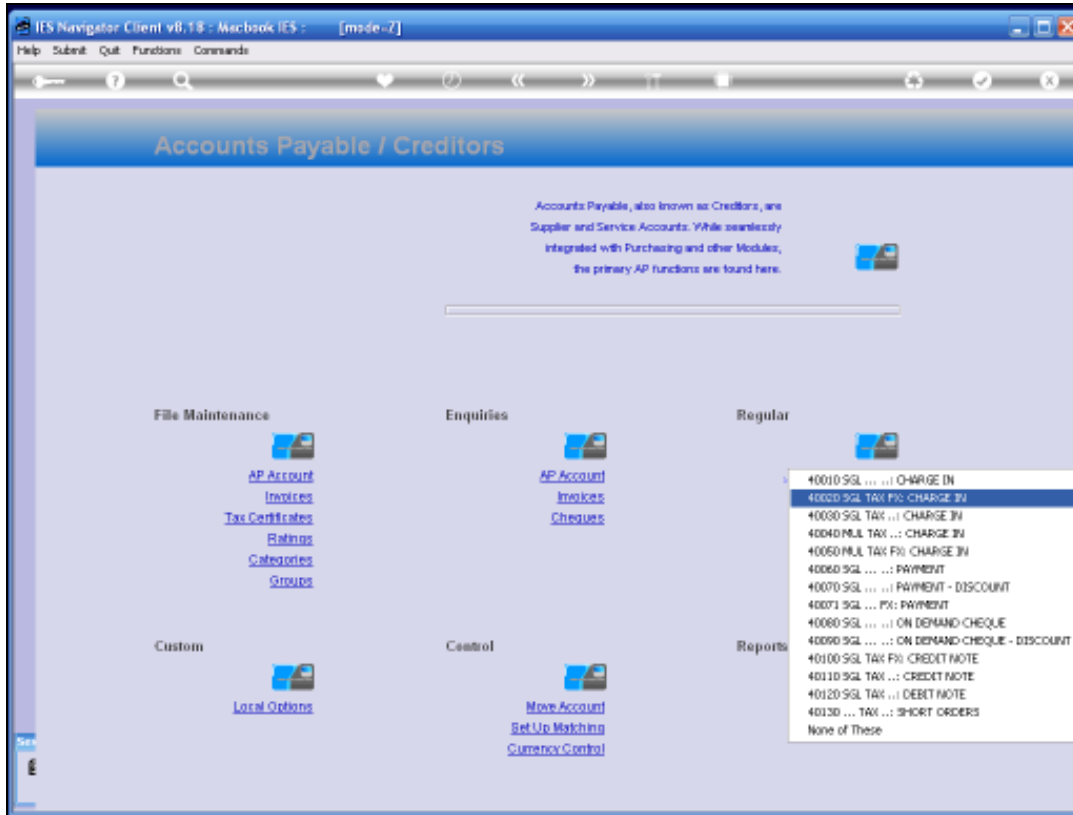 IES Navigator Client v8.18 : Macbook IES : [mode=2]
Help Submit Quit Functions Commands
Accounts Payable / Creditors
Accounts Payable, also known as Creditors, are
Supplier and Service Accounts. While seamlessly
integrated with Purchasing and other Modules,
the primary AP functions are found here.
File Maintenance
AP Account
Invoices
Tax Certificates
Ratings
Categories
Groups
Enquiries
AP Account
Invoices
Cheques
Regular
40010 SGL ... ..: CHARGE IN
40020 SGL TAX FX: CHARGE IN
40030 SGL TAX ..: CHARGE IN
40040 MUL TAX ..: CHARGE IN
40050 MUL TAX FX: CHARGE IN
40060 SGL ... ..: PAYMENT
40070 SGL ... ..: PAYMENT - DISCOUNT
40071 SGL ... FX: PAYMENT
40080 SGL ... ..: ON DEMAND CHEQUE
40090 SGL ... ..: ON DEMAND CHEQUE - DISCOUNT
40100 SGL TAX FX: CREDIT NOTE
40110 SGL TAX ..: CREDIT NOTE
40120 SGL TAX ..: DEBIT NOTE
40130 ... TAX ..: SHORT ORDERS
None of These
Custom
Local Options
Control
Move Account
Set Up Matching
Currency Control
Reports